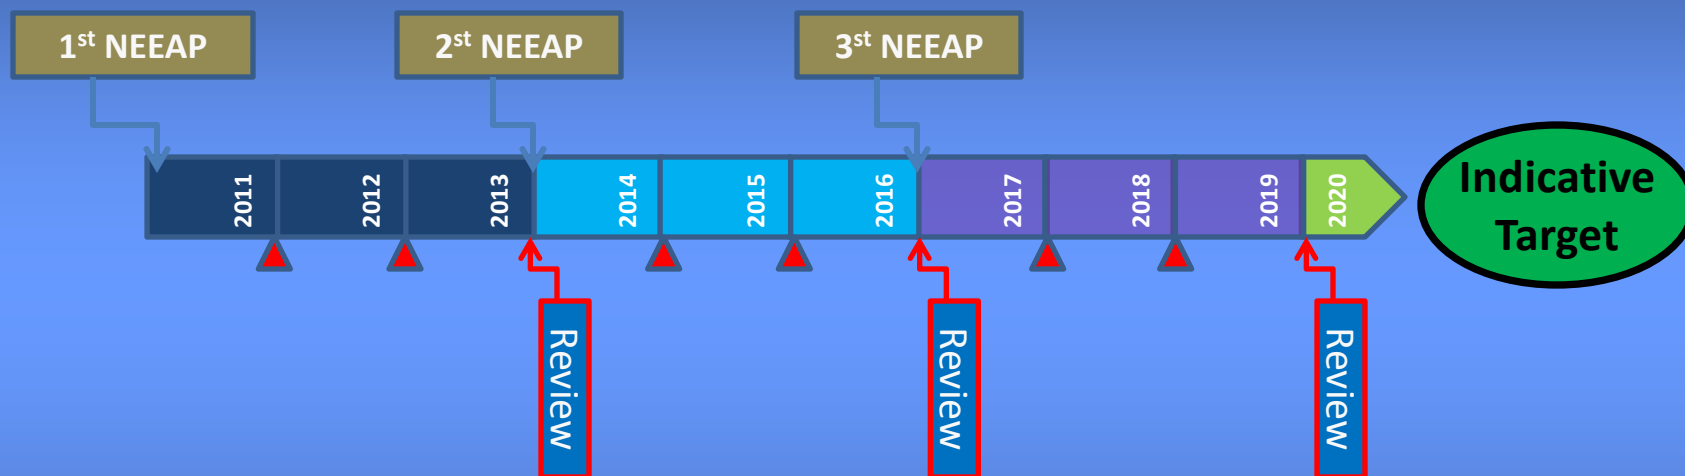 1st NEEAP
2st NEEAP
3st NEEAP
2011
2012
2013
2014
2015
2016
2017
2018
2019
2020
Indicative
Target
Review
Review
Review